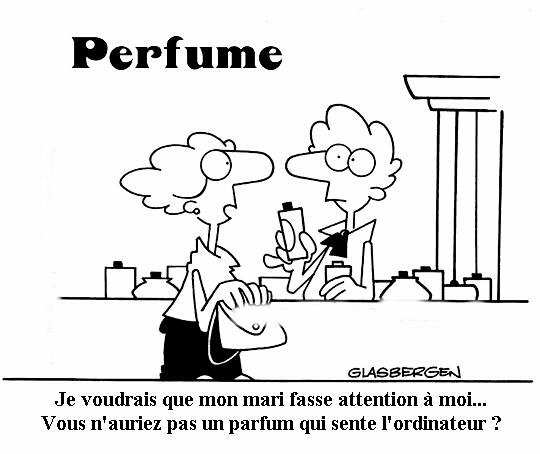 Perfume
GLASBERGEN
Je voudrais que mon mari fasse attention à moi...
Vous n'auriez pas un parfum qui sente l'ordinateur ?